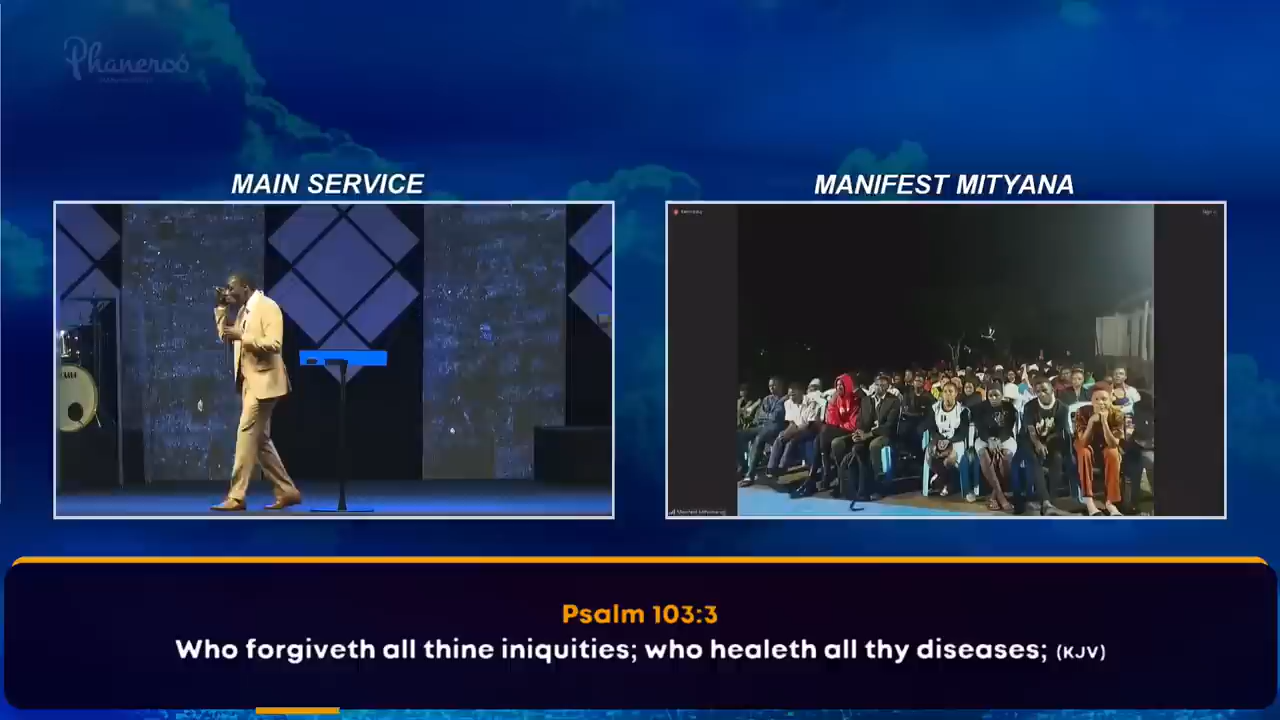 Phaneroo
MAIN SERVICE
MANIFEST MITYANA
Psalm 103:3
Who forgiveth all thine iniquities; who healeth all thy diseases; (KJV)